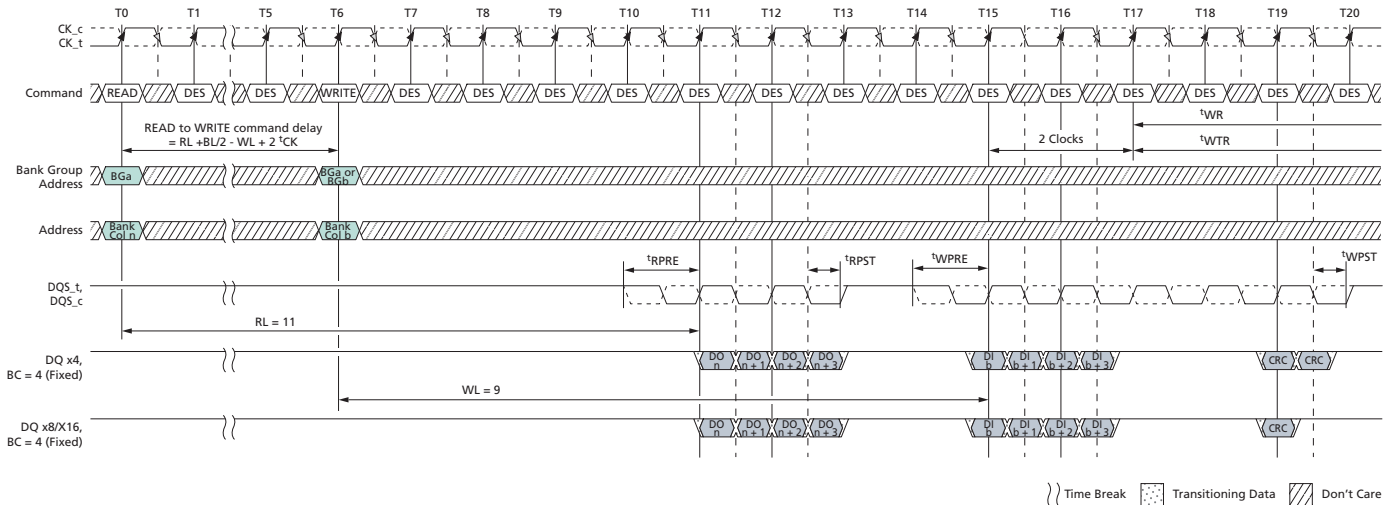 T0 T1 T5 T6 T7 T8 T9 T10 T11 T12 T13 T14 T15 T16 T17 T18 T19 T20
CK_c
CK_t
Command READ DES DES WRITE DES DES DES DES DES DES DES DES DES DES DES DES DES DES
tWR
READ to WRITE command delay
= RL +BL/2 - WL + 2 tCK
2 Clocks
tWTR
Bank Group
Address
BGa
BGa or
BGb
Address
Bank
Col n
Bank
Col b
tRPRE tRPST tWPRE tWPST
DQS_t,
DQS_c
RL = 11
DQ x4,
BC = 4 (Fixed)
DO
n
DO
n + 1
DO
n + 2
DO
n + 3
DI
b
DI
b + 1
DI
b + 2
DI
b + 3
CRC CRC
WL = 9
DQ x8/X16,
BC = 4 (Fixed)
DO
n
DO
n + 1
DO
n + 2
DO
n + 3
DI
b
DI
b + 1
DI
b + 2
DI
b + 3
CRC
Time Break Transitioning Data Don't Care